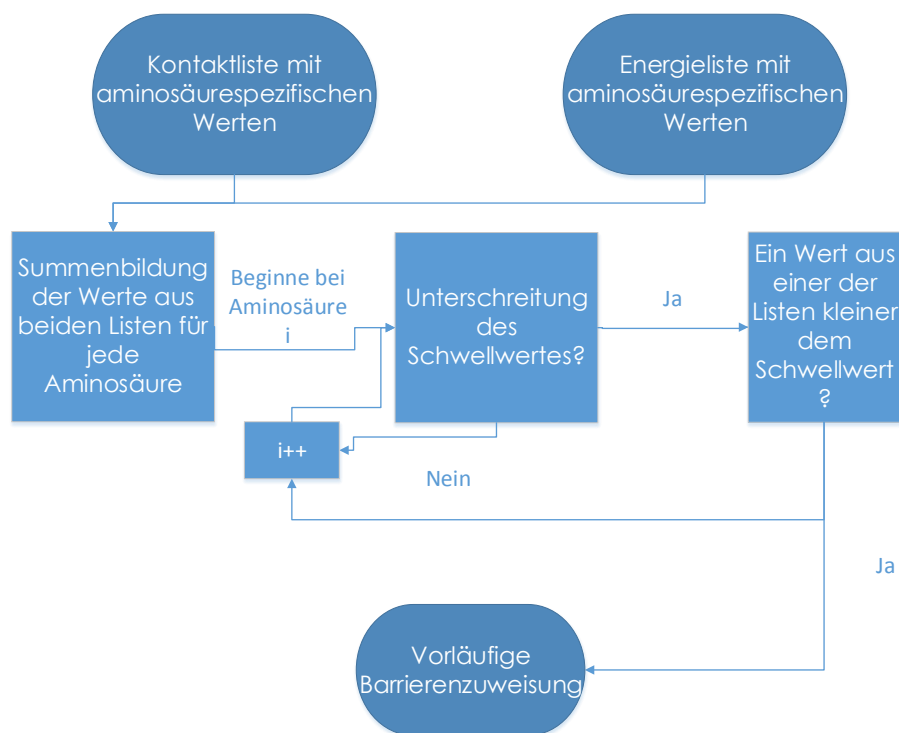 Kontaktliste mit
aminosäurespezifischen
Werten
Energieliste mit
aminosäurespezifischen
Werten
Summenbildung
der Werte aus
beiden Listen für
jede
Aminosäure
Beginne bei
Aminosäure
i
Unterschreitung
des
Schwellwertes?
Ja
Ein Wert aus
einer der
Listen kleiner
dem
Schwellwert
?
i++
Nein
Ja
Vorläufige
Barrierenzuweisung